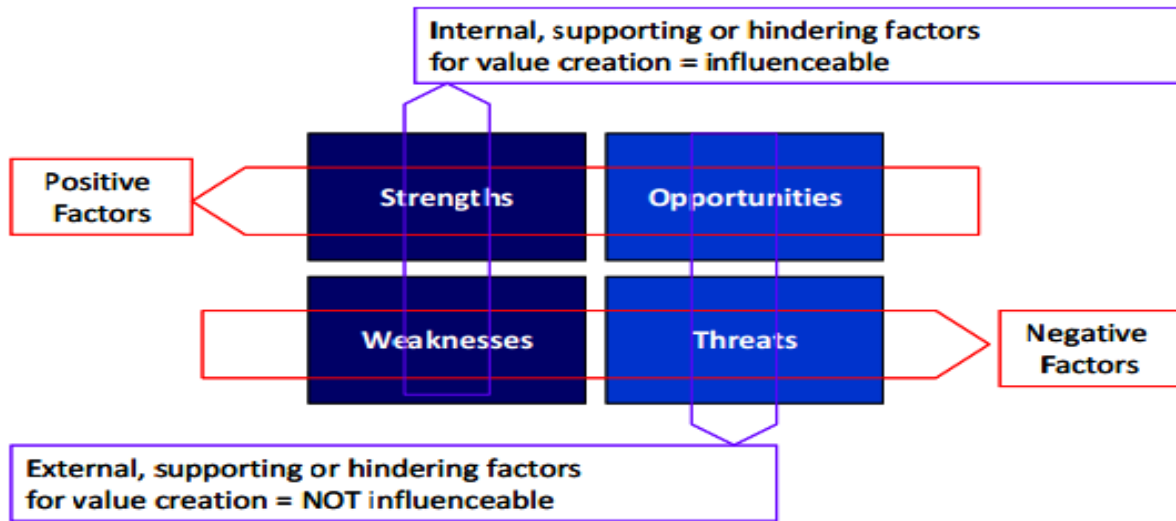 Internal, supporting or hindering factors
for value creation = influenceable
Positive
Factors
Strengths
Opportunities
Weaknesses
Threats
Negative
Factors
External, supporting or hindering factors
for value creation = NOT influenceable